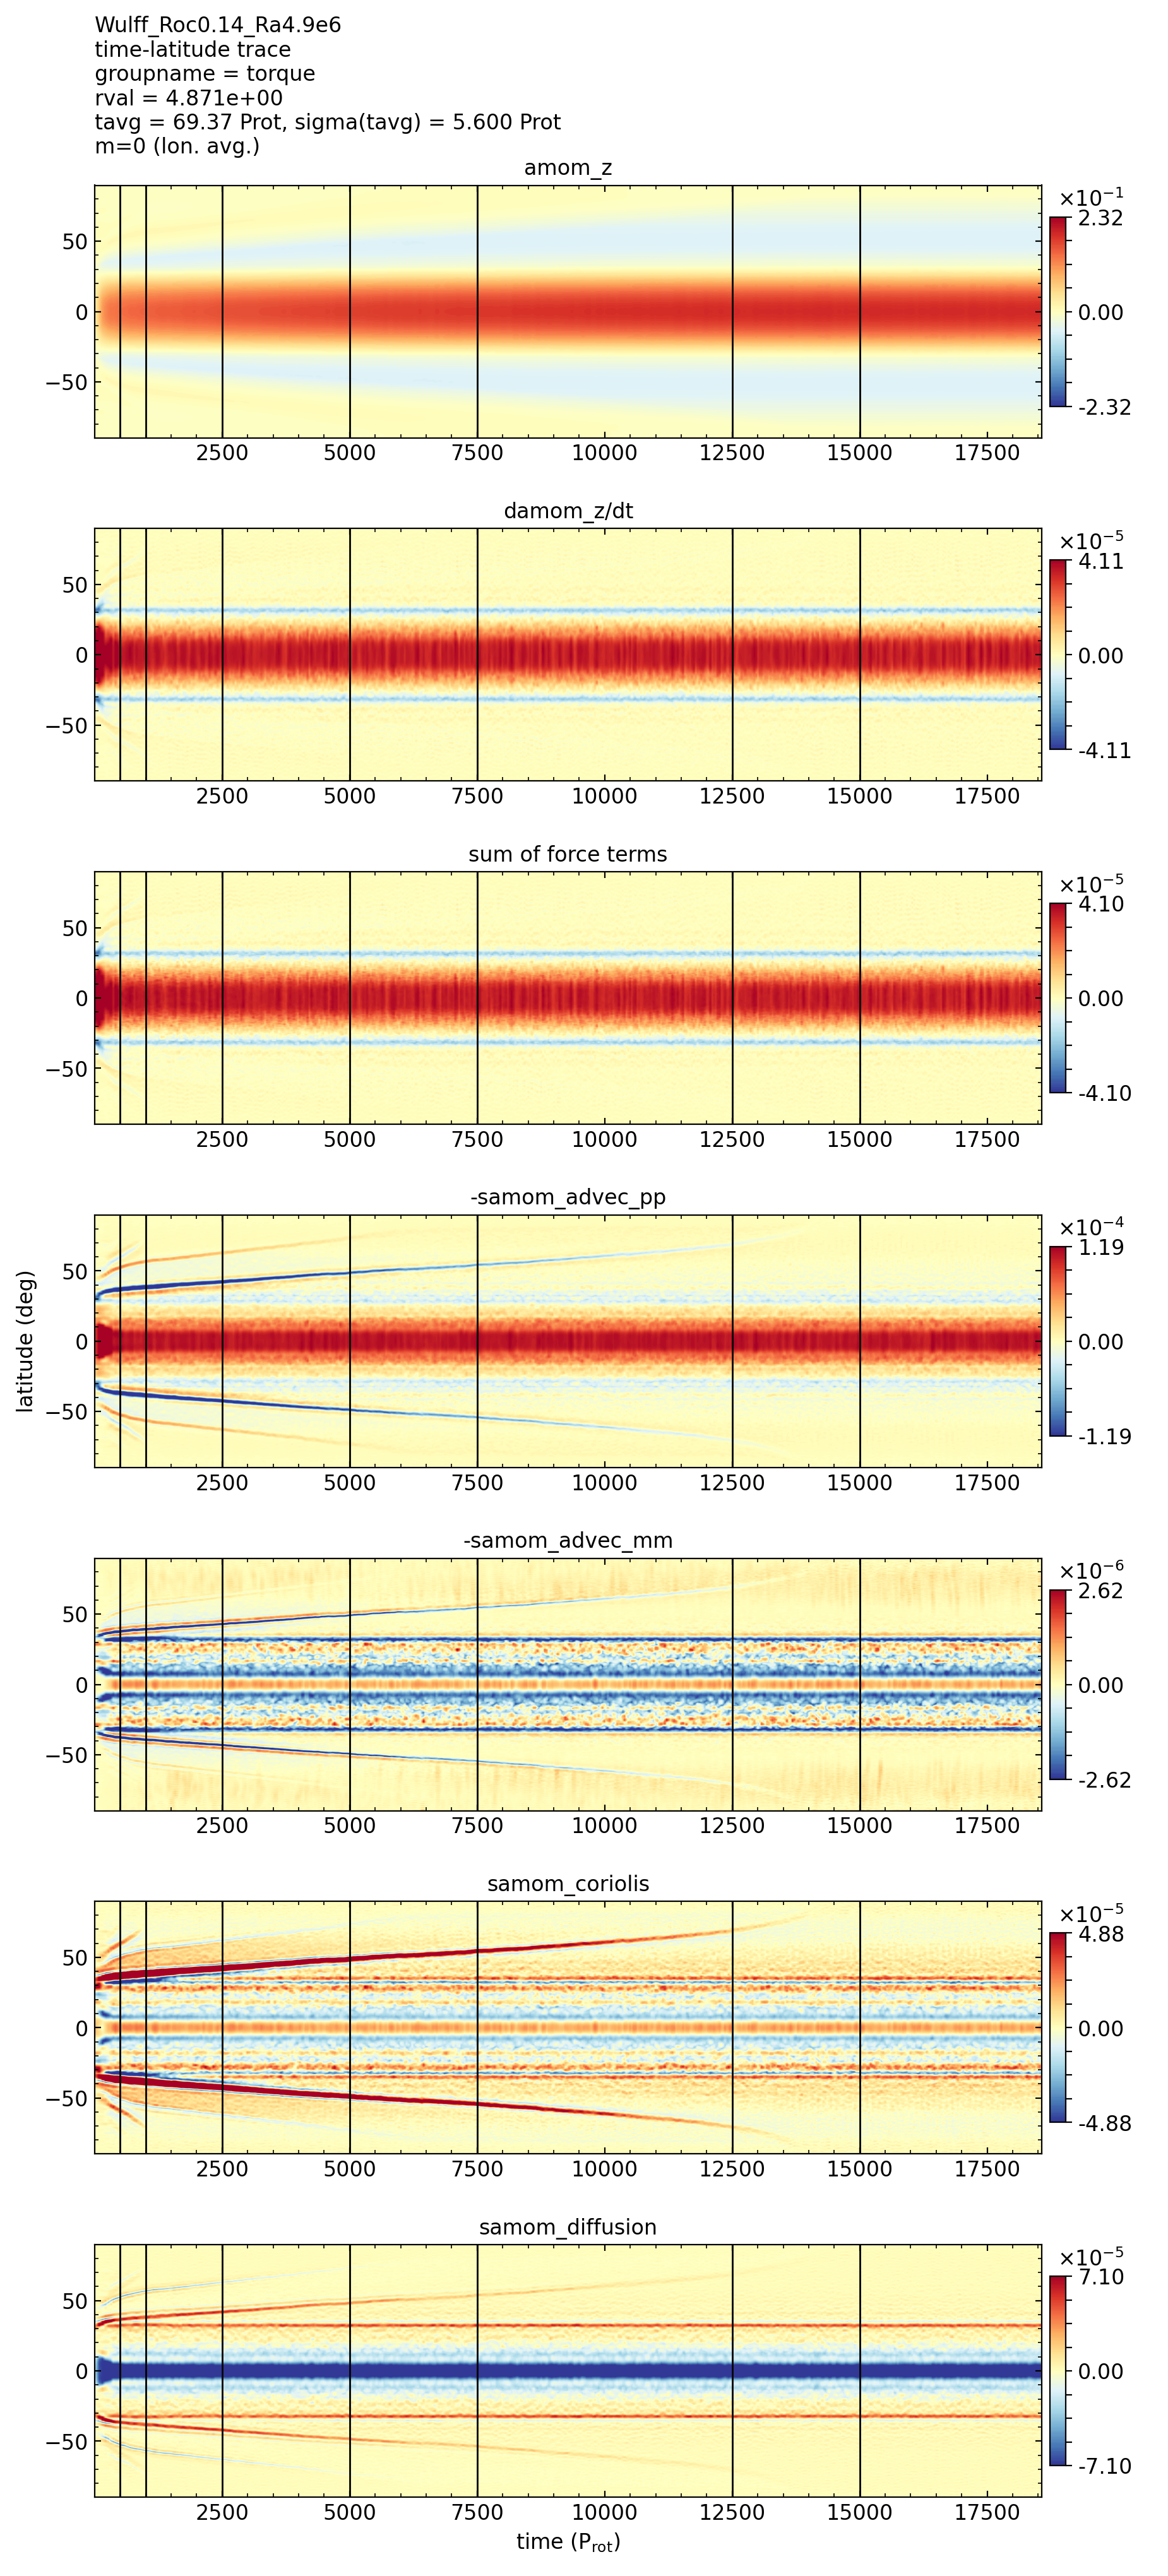 Wulff_Roc0.14_Ra4.9e6
time-latitude trace
groupname = torque
rval = 4.871e+00
tavg = 69.37 Prot, sigma(tavg) = 5.600 Prot
m=0 (lon. avg.)
amom_z
×10⁻¹
2.32
0.00
-2.32
50
0
−50
2500 5000 7500 10000 12500 15000 17500
damom_z/dt
×10⁻⁵
4.11
0.00
-4.11
50
0
−50
2500 5000 7500 10000 12500 15000 17500
sum of force terms
×10⁻⁵
4.10
0.00
-4.10
50
0
−50
2500 5000 7500 10000 12500 15000 17500
-samom_advec_pp
×10⁻⁴
1.19
0.00
-1.19
50
0
−50
latitude (deg)
2500 5000 7500 10000 12500 15000 17500
-samom_advec_mm
×10⁻⁶
2.62
0.00
-2.62
50
0
−50
2500 5000 7500 10000 12500 15000 17500
samom_coriolis
×10⁻⁵
4.88
0.00
-4.88
50
0
−50
2500 5000 7500 10000 12500 15000 17500
samom_diffusion
×10⁻⁵
7.10
0.00
-7.10
50
0
−50
2500 5000 7500 10000 12500 15000 17500
time (P_rot)